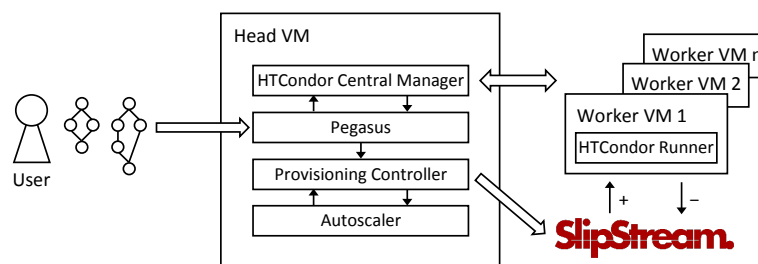 Head VM
HTCondor Central Manager
Pegasus
Provisioning Controller
Autoscaler
User
Worker VM n
Worker VM 2
Worker VM 1
HTCondor Runner
+
−
SlipStream.